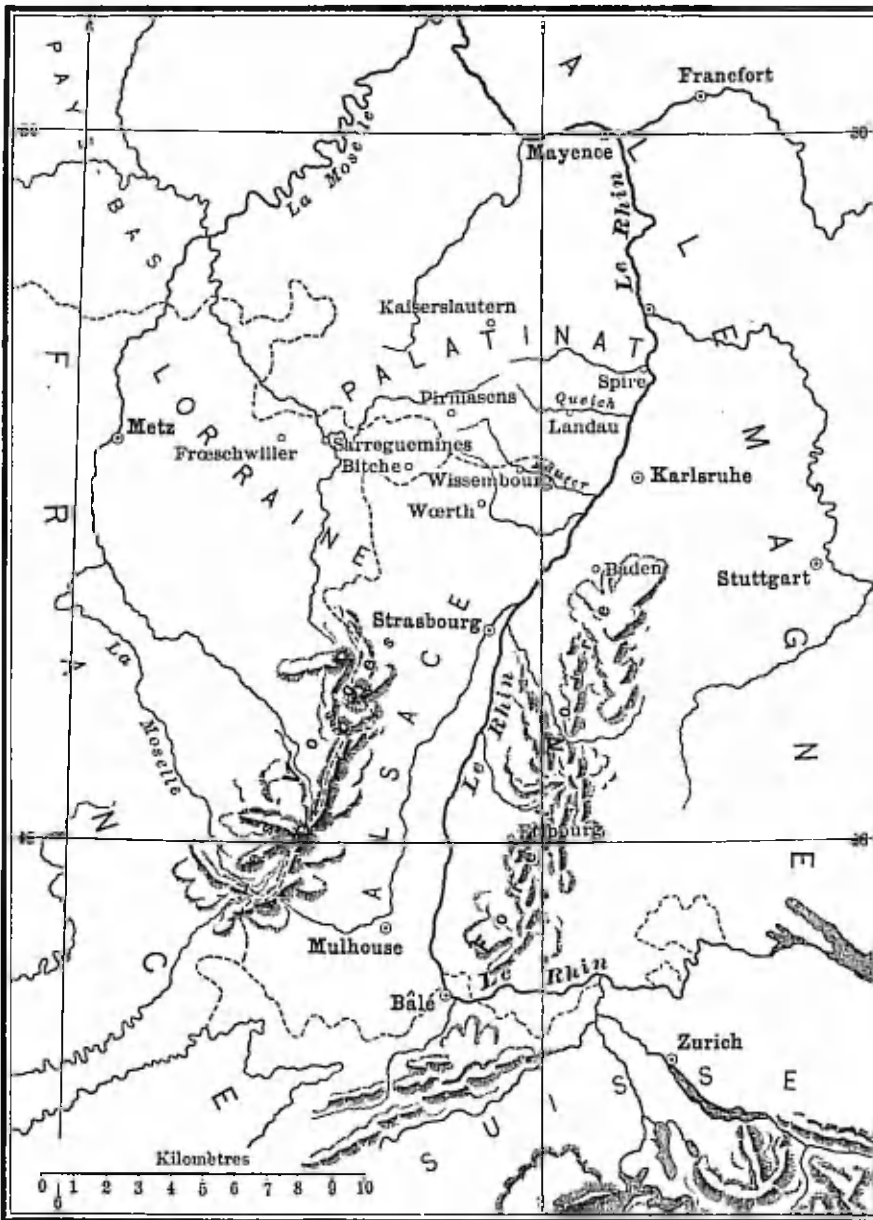 PAYS-BAS
ALLEMAGNE
FRANCE
SUISSE
LORRAINE
ALSACE
PALATINAT
Francfort
Mayence
La Moselle
Le Rhin
Kaiserslautern
Spire
Pirmasens
Queich
Landau
Metz
Frœschwiller
Sarreguemines
Bitche
Wissembourg
Karlsruhe
Wœrth
Baden
Stuttgart
Strasbourg
Vosges
La Moselle
Le Rhin
Mulhouse
Le Rhin
Bâlé
Zurich
Kilomètres
0 1 2 3 4 5 6 7 8 9 10